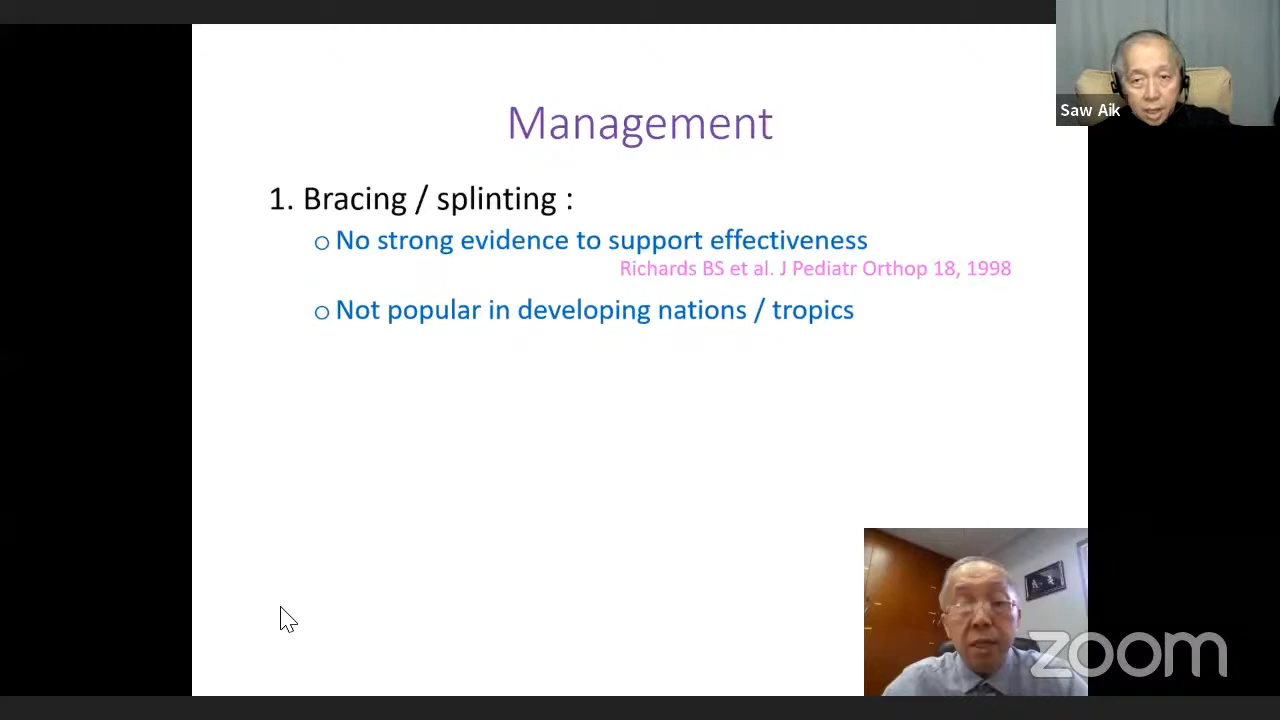 Saw Aik
Management
1. Bracing / splinting :
o No strong evidence to support effectiveness
Richards BS et al. J Pediatr Orthop 18, 1998
o Not popular in developing nations / tropics
zoom